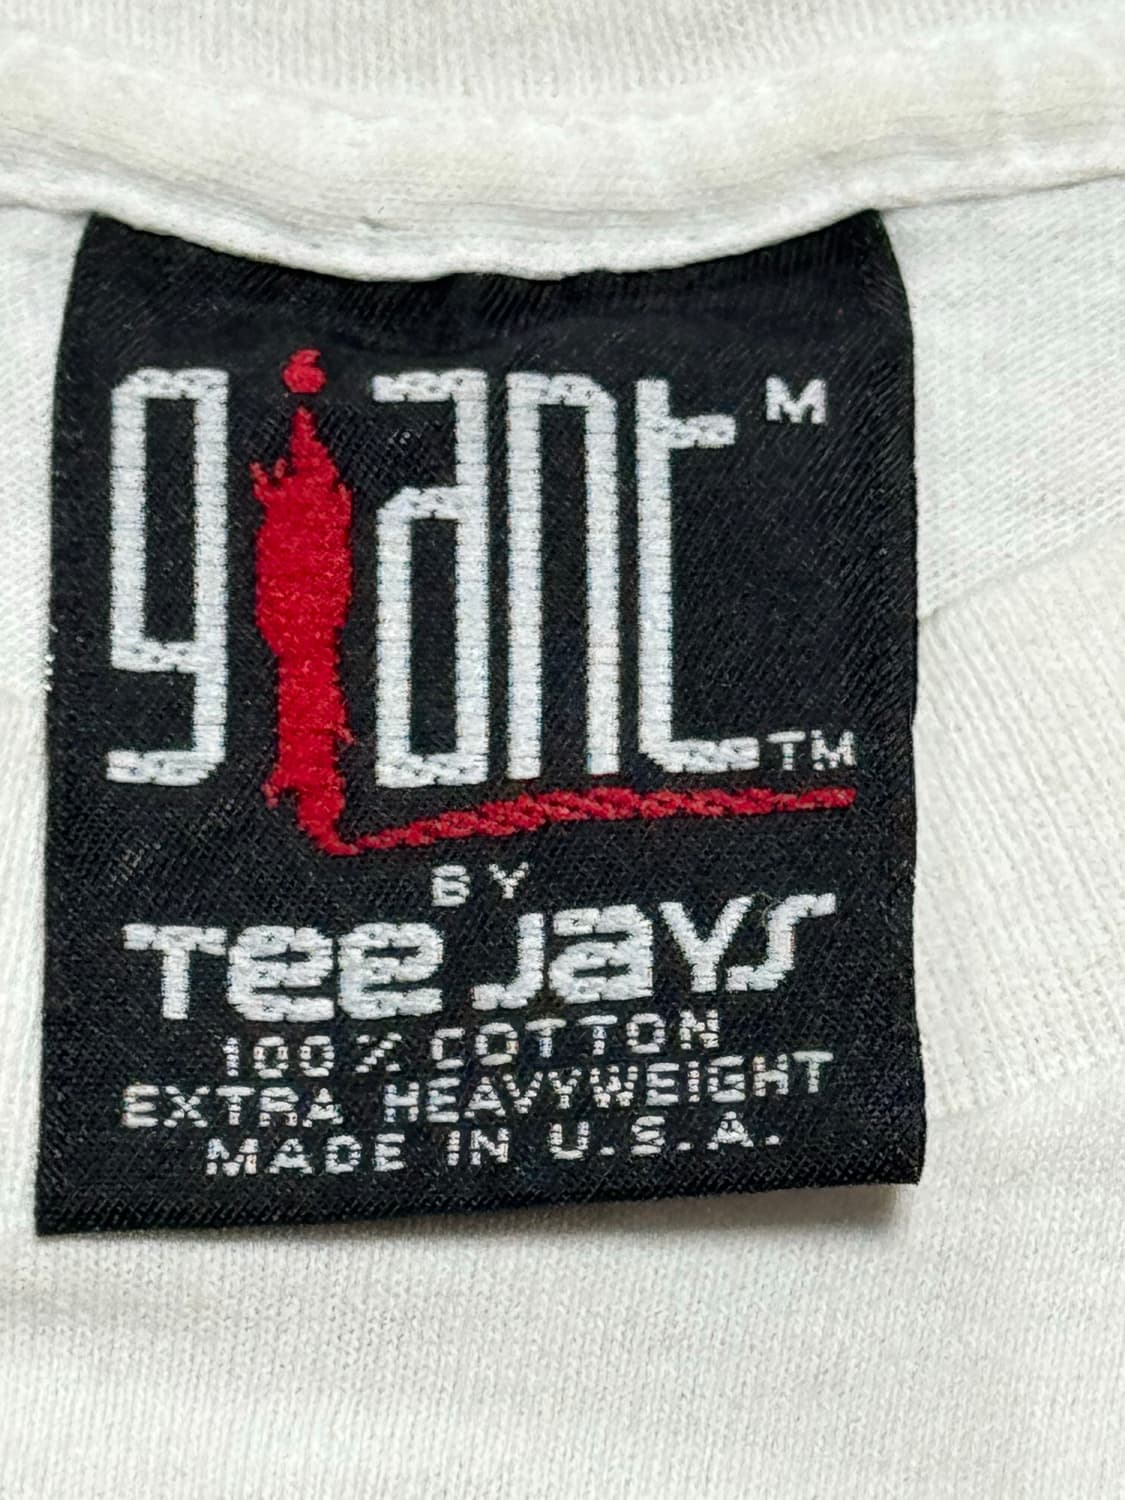 giant M
TM
BY
Tee Jays
100% COTTON
EXTRA HEAVYWEIGHT
MADE IN U.S.A.